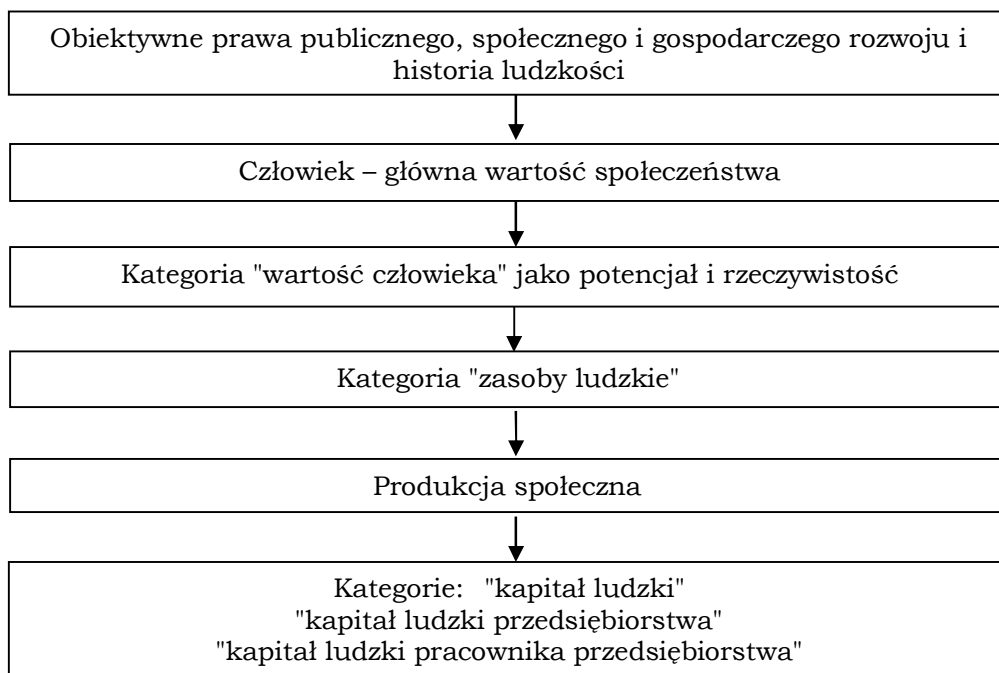 Obiektywne prawa publicznego, społecznego i gospodarczego rozwoju i
historia ludzkości
Człowiek – główna wartość społeczeństwa
Kategoria "wartość człowieka" jako potencjał i rzeczywistość
Kategoria "zasoby ludzkie"
Produkcja społeczna
Kategorie: "kapitał ludzki"
"kapitał ludzki przedsiębiorstwa"
"kapitał ludzki pracownika przedsiębiorstwa"